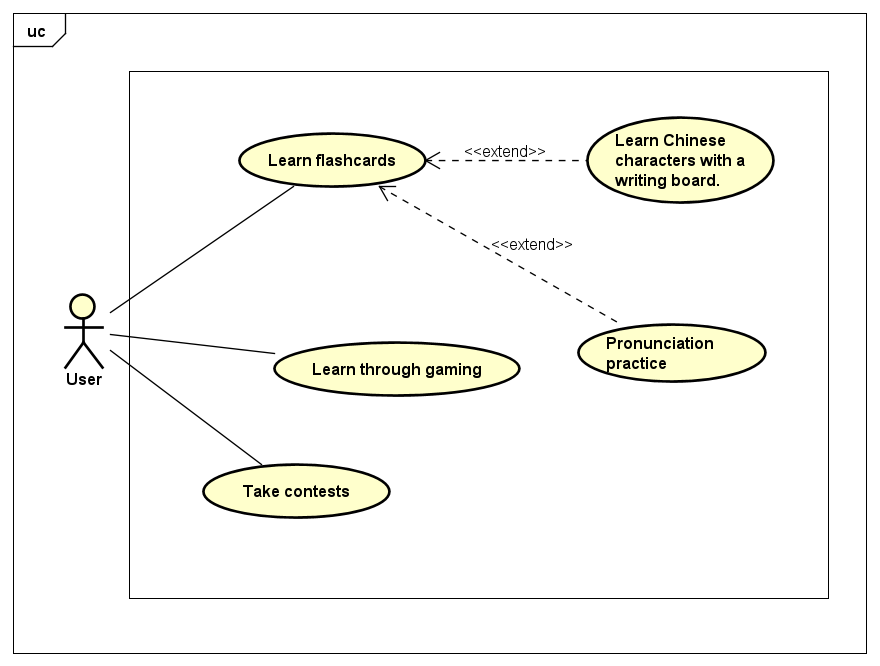 uc
Learn flashcards
<<extend>>
Learn Chinese
characters with a
writing board.
<<extend>>
Pronunciation
practice
Learn through gaming
User
Take contests